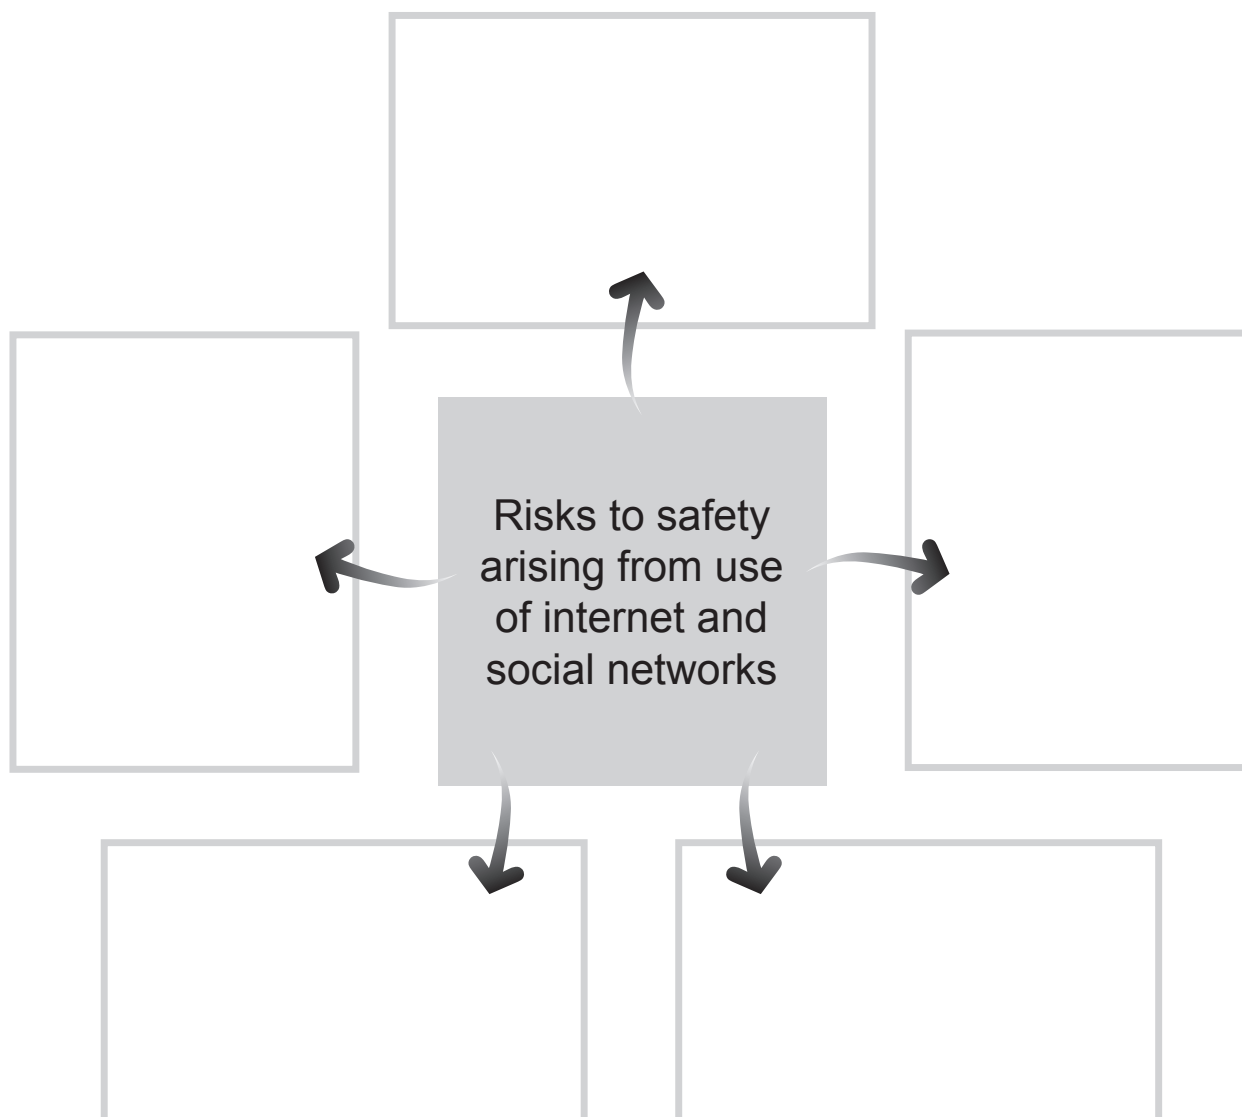 Risks to safety
arising from use
of internet and
social networks